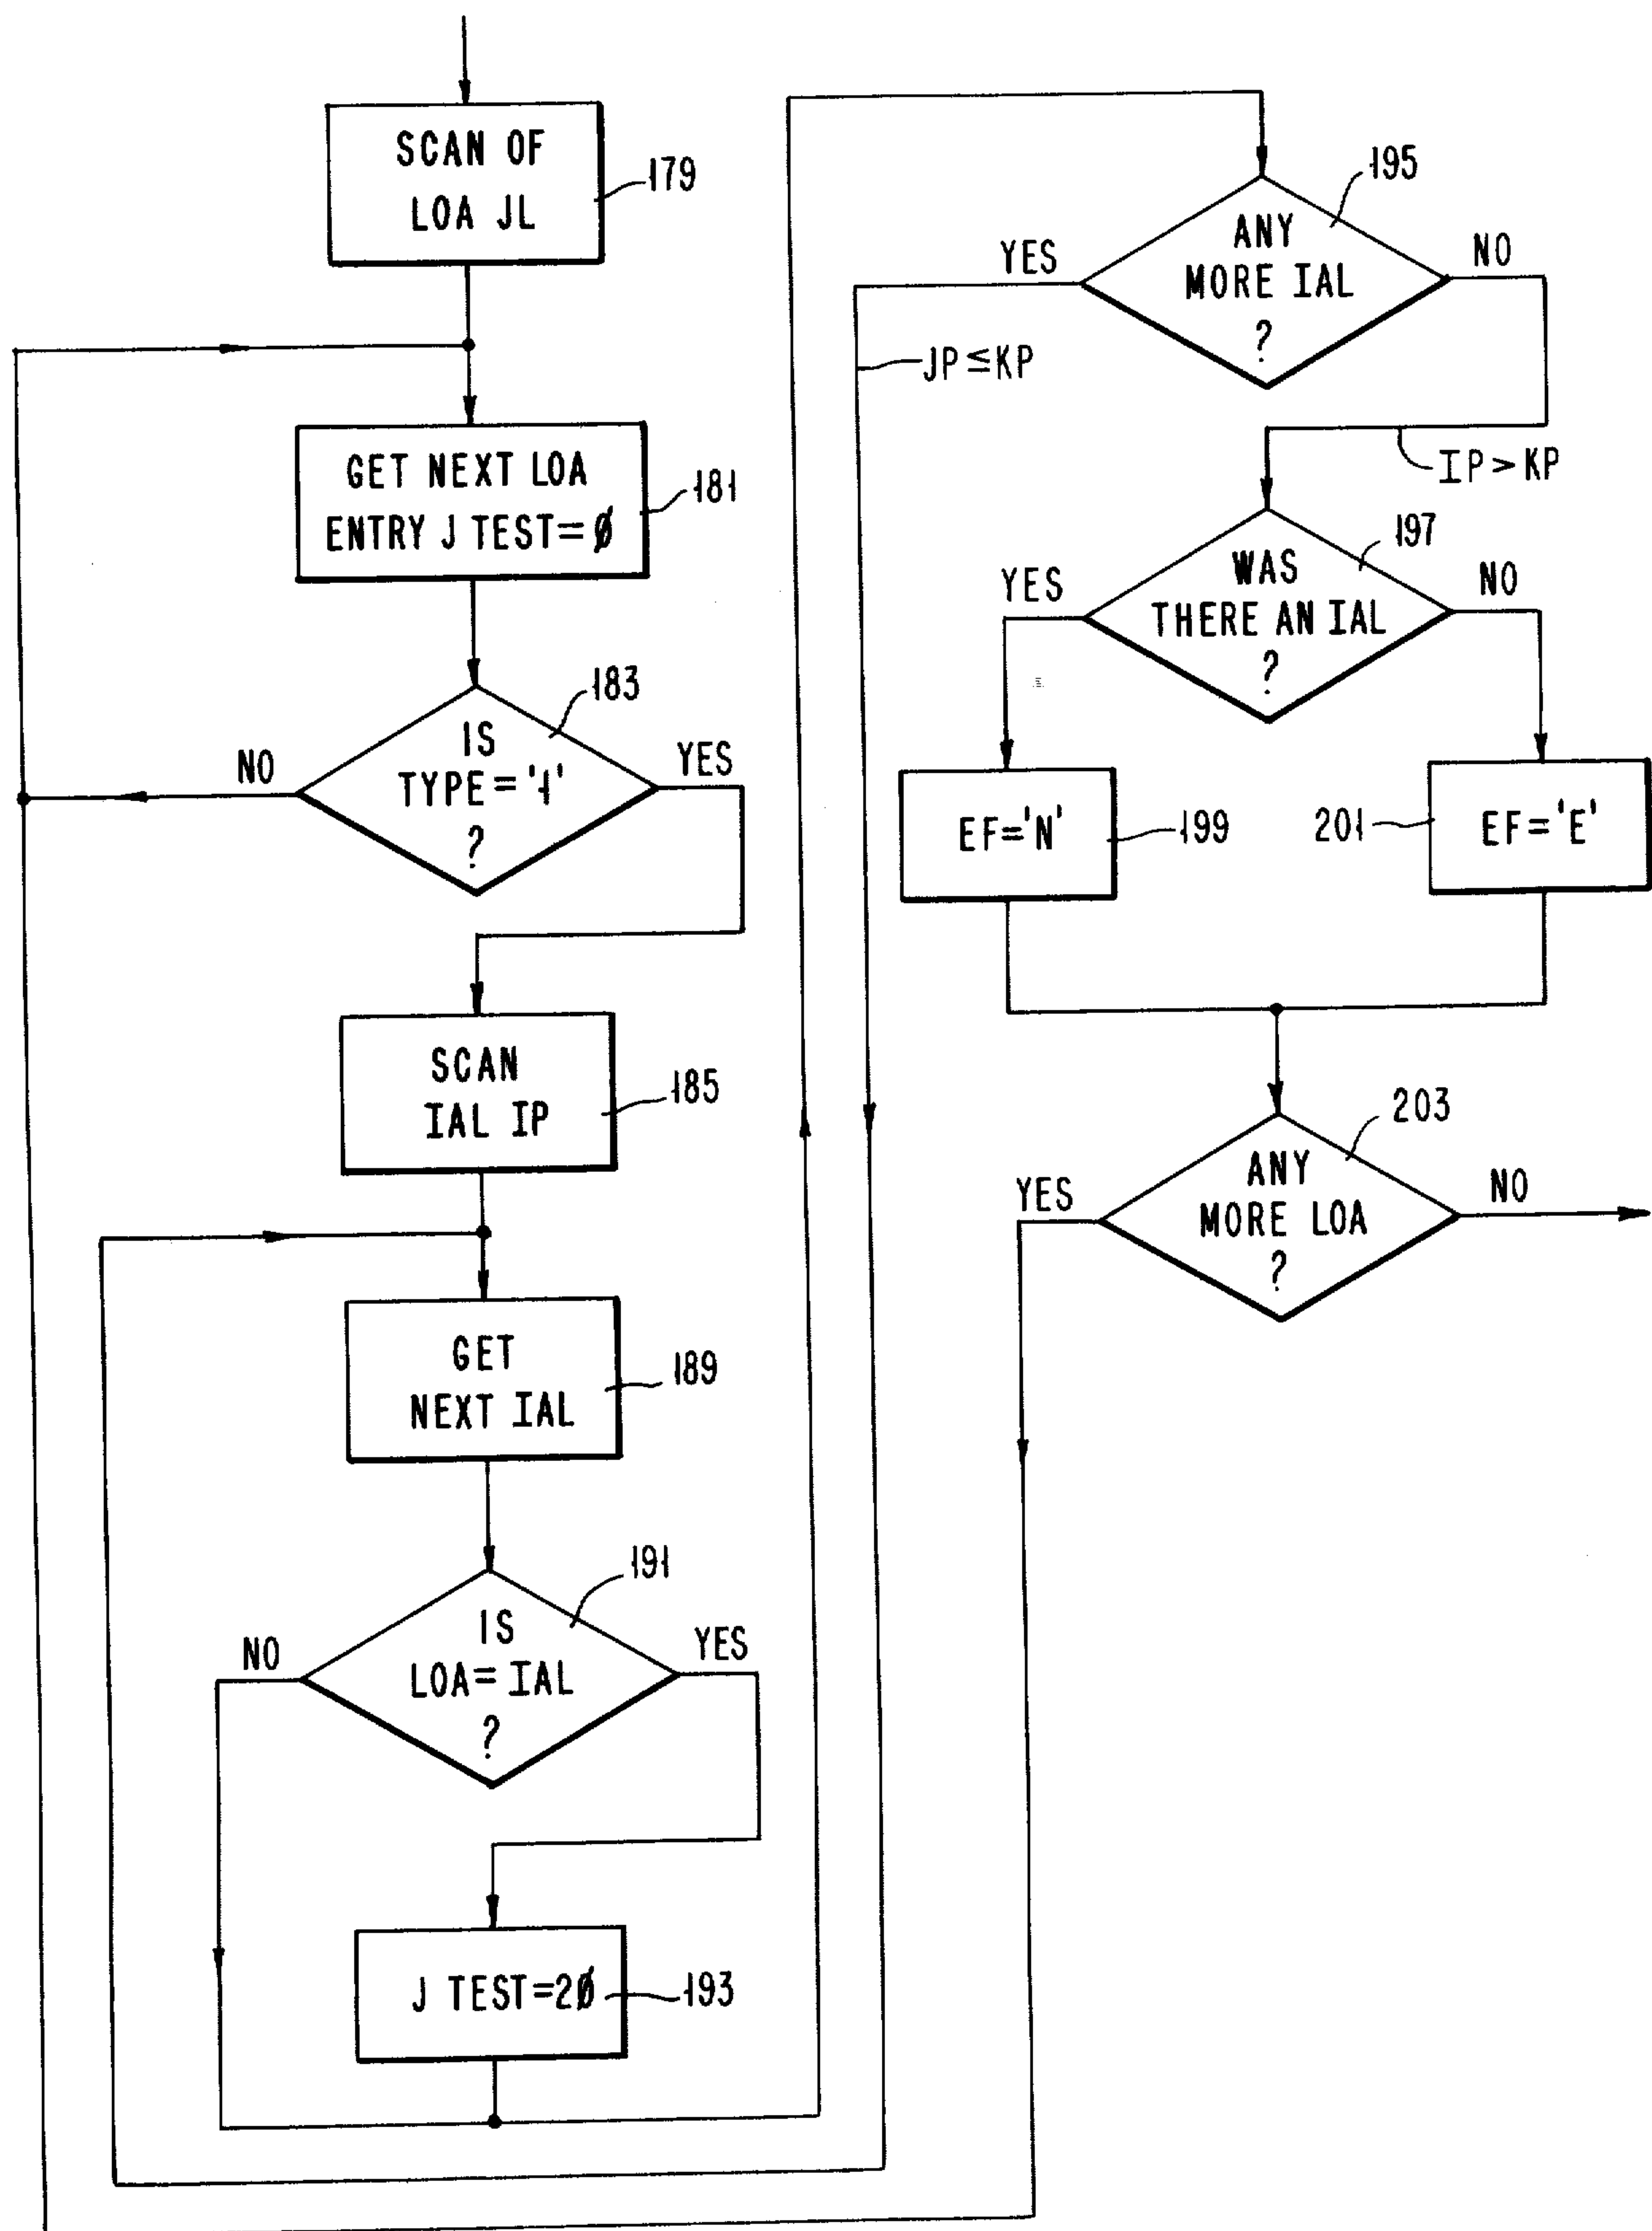 SCAN OF
LOA JL
179
GET NEXT LOA
ENTRY J TEST=Ø
181
IS
TYPE='1'
?
183
NO
YES
SCAN
IAL IP
185
GET
NEXT IAL
189
IS
LOA=IAL
?
191
NO
YES
J TEST=2Ø
193
ANY
MORE IAL
?
195
YES
NO
JP≦KP
IP>KP
WAS
THERE AN IAL
?
197
YES
NO
EF='N'
199
201
EF='E'
ANY
MORE LOA
?
203
YES
NO